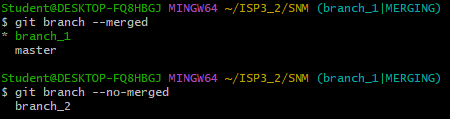 Student@DESKTOP-FQ8HBGJ MINGW64 ~/ISP3_2/SNM (branch_1|MERGING)
$ git branch --merged
* branch_1
  master

Student@DESKTOP-FQ8HBGJ MINGW64 ~/ISP3_2/SNM (branch_1|MERGING)
$ git branch --no-merged
  branch_2